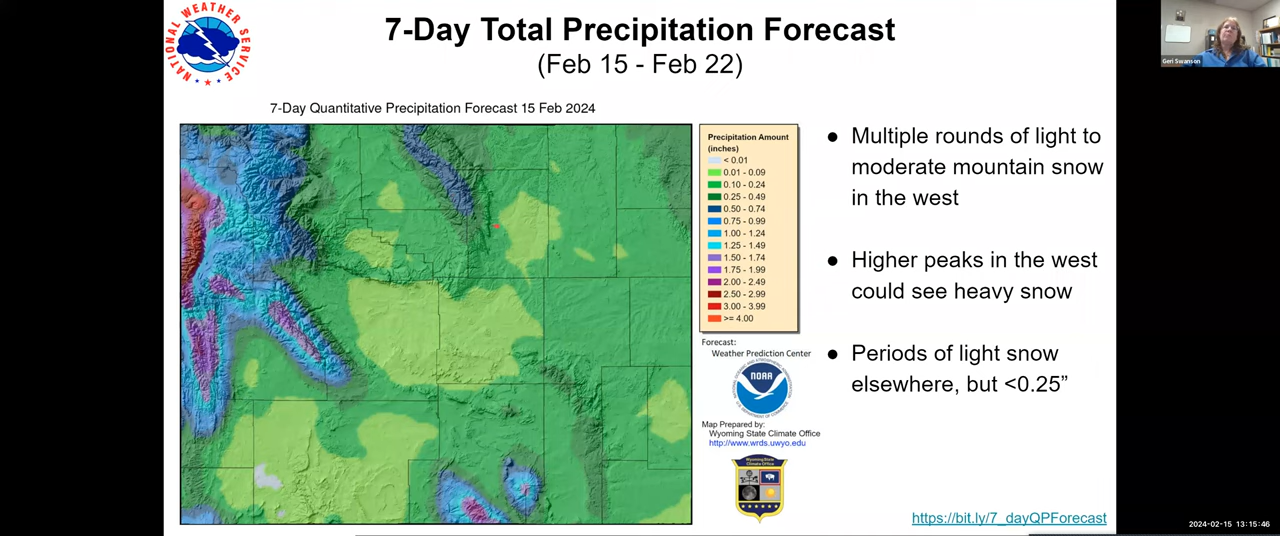 NATIONAL WEATHER SERVICE
7-Day Total Precipitation Forecast
(Feb 15 - Feb 22)
Geri Swanson
7-Day Quantitative Precipitation Forecast 15 Feb 2024
Precipitation Amount
(inches)
< 0.01
0.01 - 0.09
0.10 - 0.24
0.25 - 0.49
0.50 - 0.74
0.75 - 0.99
1.00 - 1.24
1.25 - 1.49
1.50 - 1.74
1.75 - 1.99
2.00 - 2.49
2.50 - 2.99
3.00 - 3.99
>= 4.00
Forecast:
Weather Prediction Center
NOAA
Map Prepared by:
Wyoming State Climate Office
http://www.wrds.uwyo.edu
Wyoming State
Climate Office
● Multiple rounds of light to
moderate mountain snow
in the west
● Higher peaks in the west
could see heavy snow
● Periods of light snow
elsewhere, but <0.25”
https://bit.ly/7_dayQPForecast
2024-02-15 13:15:46